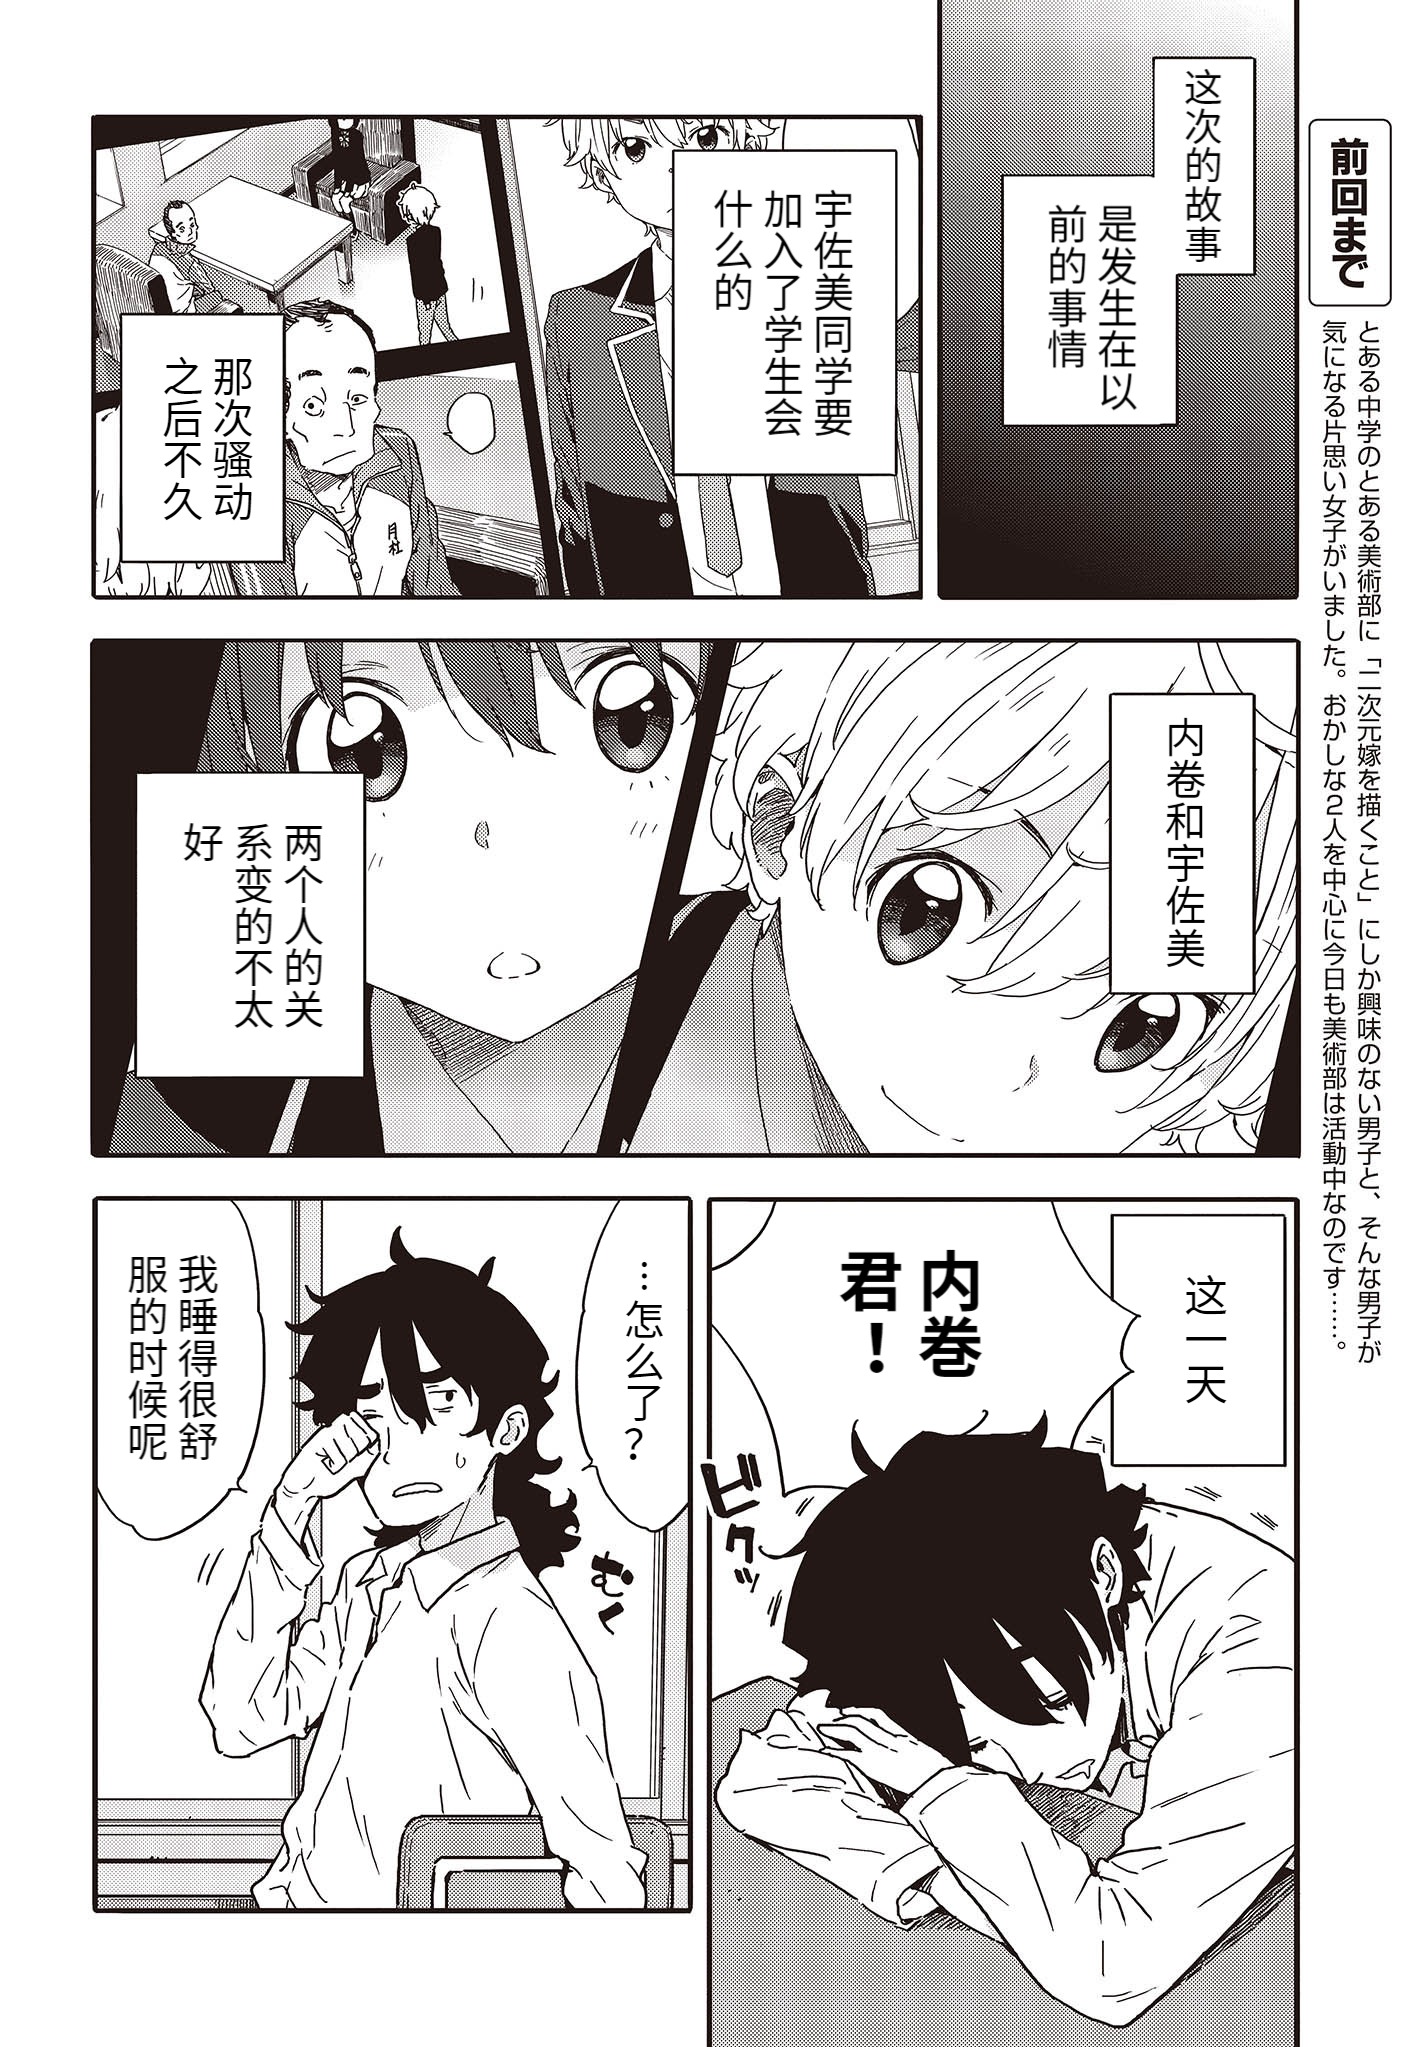 前回まで
とある中学のとある美術部に「二次元嫁を描くこと」にしか興味のない男子と、そんな男子が
気になる片思い女子がいました。おかしな2人を中心に今日も美術部は活動中なのです……。
这次的故事
是发生在以
前的事情
宇佐美同学要
加入了学生会
什么的
那次骚动
之后不久
月杜
内卷和宇佐美
两个人的关
系变的不太
好
这一天
内卷
君！
ビクッ
…怎么了？
むく
我睡得很舒
服的时候呢